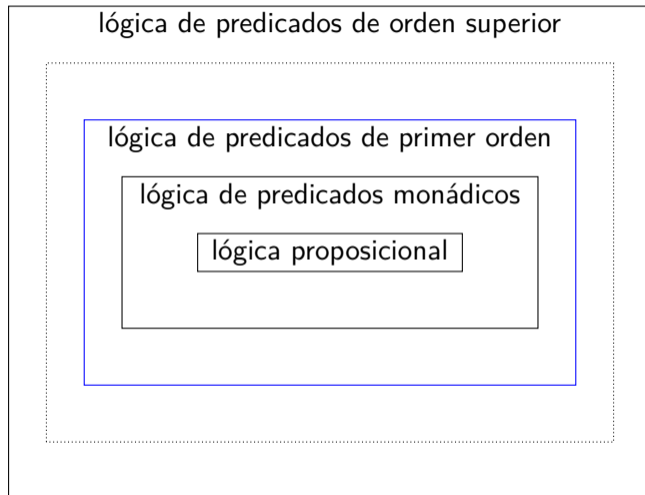 lógica de predicados de orden superior
lógica de predicados de primer orden
lógica de predicados monádicos
lógica proposicional